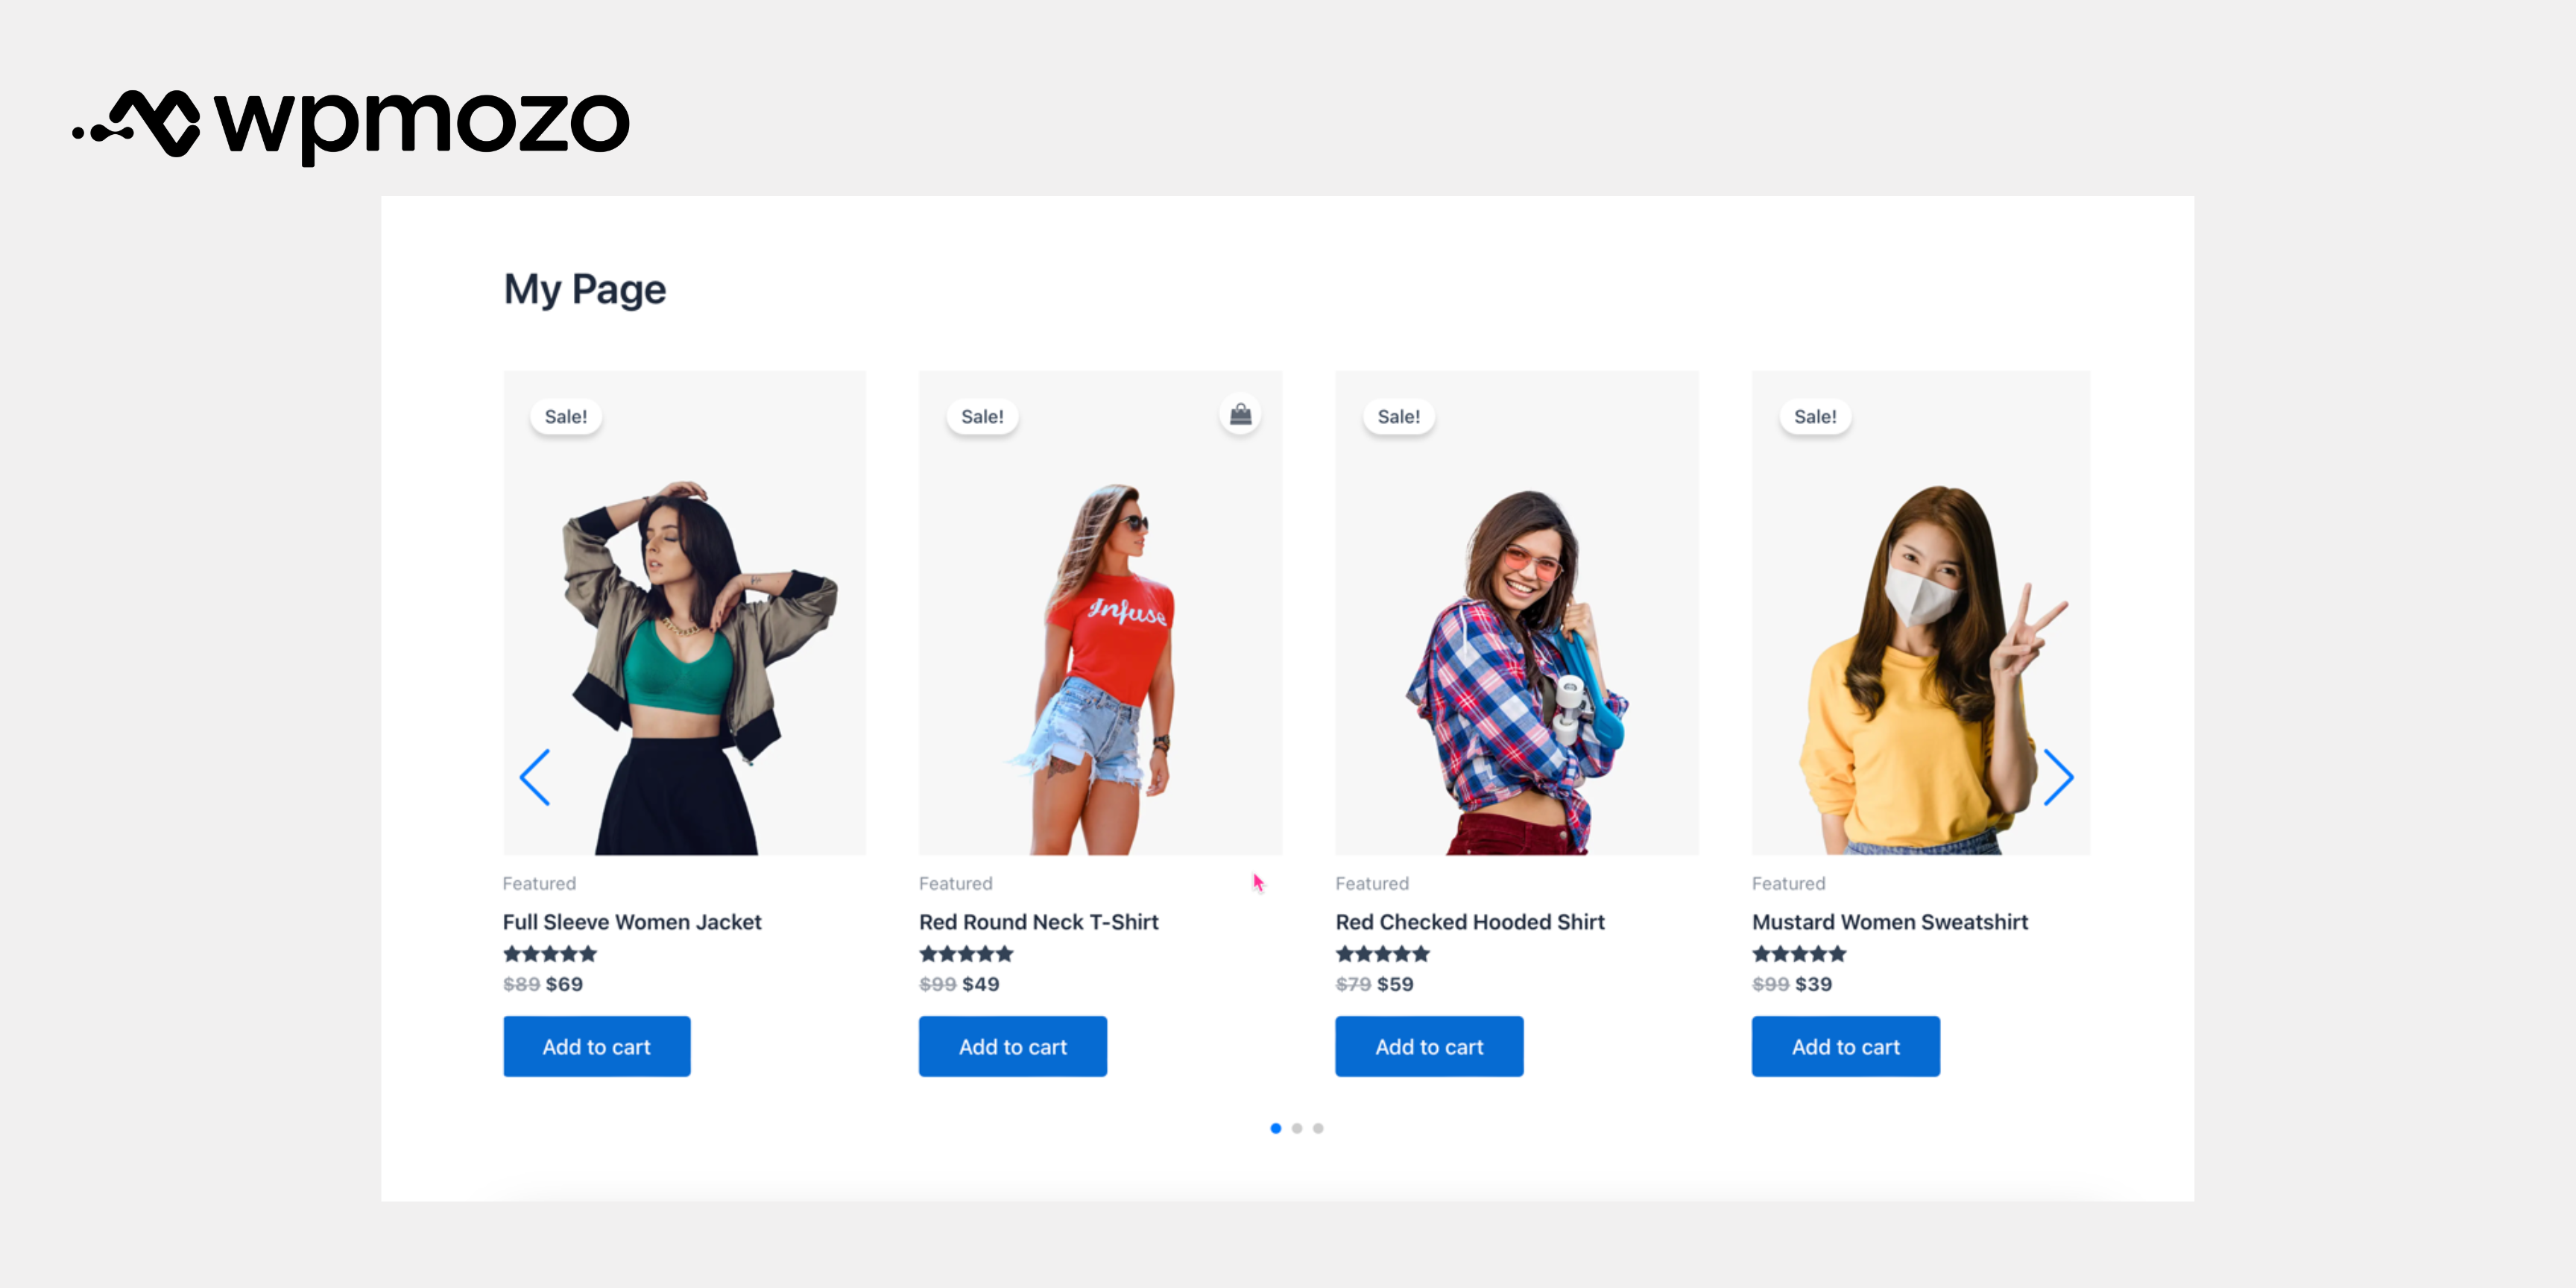 wpmozo
My Page
Sale!
Sale!
Sale!
Sale!
Infuse
Featured
Full Sleeve Women Jacket
$89 $69
Add to cart
Featured
Red Round Neck T-Shirt
$99 $49
Add to cart
Featured
Red Checked Hooded Shirt
$79 $59
Add to cart
Featured
Mustard Women Sweatshirt
$99 $39
Add to cart